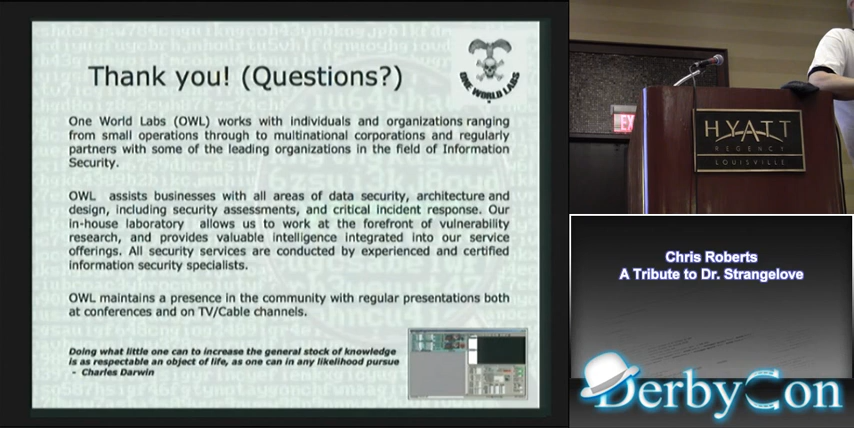 Thank you! (Questions?)
ONE WORLD LABS
One World Labs (OWL) works with individuals and organizations ranging
from small operations through to multinational corporations and regularly
partners with some of the leading organizations in the field of Information
Security.
OWL assists businesses with all areas of data security, architecture and
design, including security assessments, and critical incident response. Our
in-house laboratory allows us to work at the forefront of vulnerability
research, and provides valuable intelligence integrated into our service
offerings. All security services are conducted by experienced and certified
information security specialists.
OWL maintains a presence in the community with regular presentations both
at conferences and on TV/Cable channels.
Doing what little one can to increase the general stock of knowledge
is as respectable an object of life, as one can in any likelihood pursue
- Charles Darwin
EX
HYATT
REGENCY
LOUISVILLE
Chris Roberts
A Tribute to Dr. Strangelove
DerbyCon